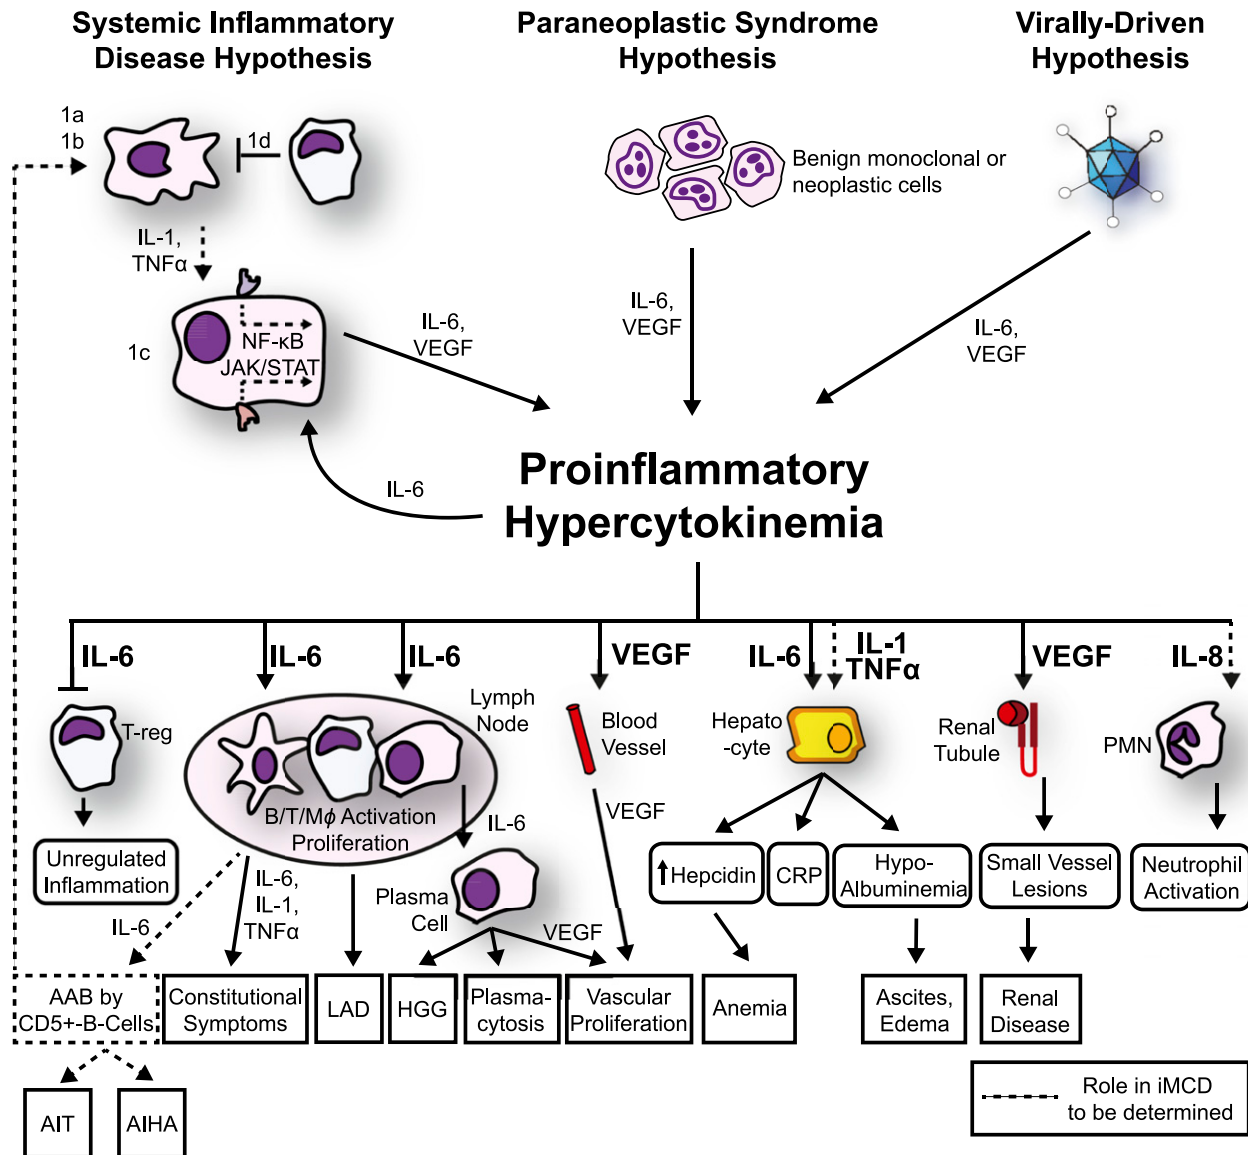 Systemic Inflammatory
Disease Hypothesis
Paraneoplastic Syndrome
Hypothesis
Virally-Driven
Hypothesis
1a
1b
1d
Benign monoclonal or
neoplastic cells
IL-1,
TNFα
1c
NF-κB
JAK/STAT
IL-6,
VEGF
IL-6,
VEGF
IL-6,
VEGF
Proinflammatory
Hypercytokinemia
IL-6
IL-6
IL-6
IL-6
VEGF
IL-6
IL-1
TNFα
VEGF
IL-8
T-reg
Lymph
Node
Blood
Vessel
Hepato
-cyte
Renal
Tubule
PMN
B/T/Mϕ Activation
Proliferation
IL-6
VEGF
Unregulated
Inflammation
Plasma
Cell
Hepcidin
CRP
Hypo-
Albuminemia
Small Vessel
Lesions
Neutrophil
Activation
IL-6
IL-6,
IL-1,
TNFα
VEGF
AAB by
CD5+-B-Cells
Constitutional
Symptoms
LAD
HGG
Plasma-
cytosis
Vascular
Proliferation
Anemia
Ascites,
Edema
Renal
Disease
AIT
AIHA
Role in iMCD
to be determined